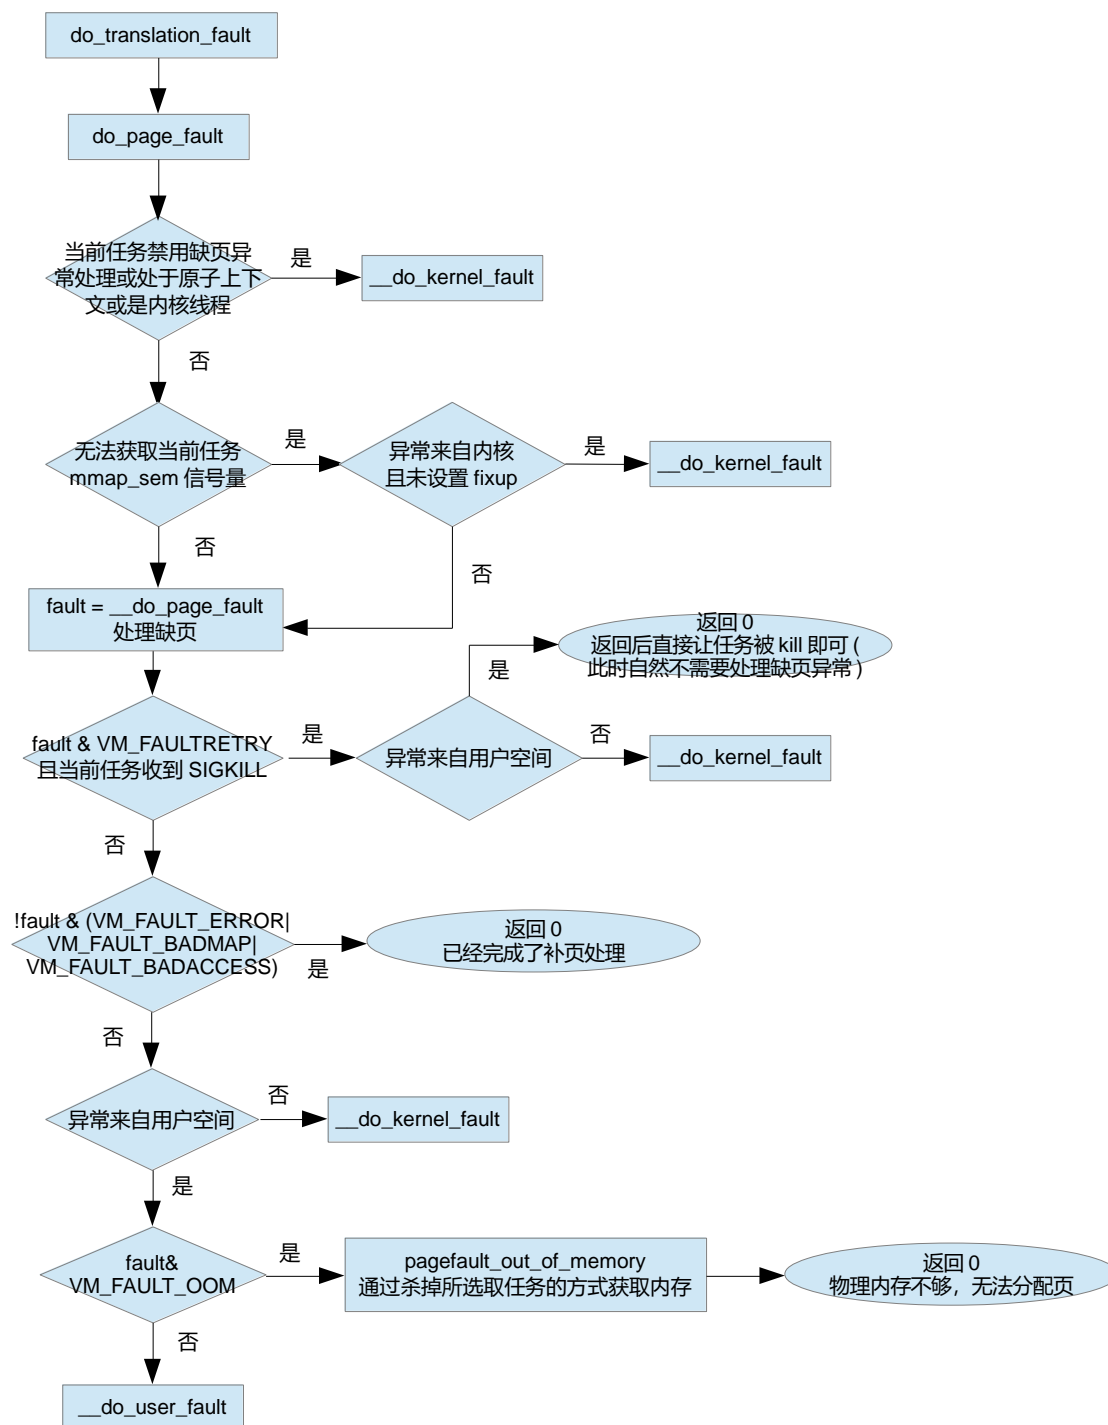 do_translation_fault
do_page_fault
当前任务禁用缺页异
常处理或处于原子上下
文或是内核线程
是
__do_kernel_fault
否
无法获取当前任务
mmap_sem 信号量
是
异常来自内核
且未设置 fixup
是
__do_kernel_fault
否
否
fault = __do_page_fault
处理缺页
返回 0
返回后直接让任务被 kill 即可 (
此时自然不需要处理缺页异常 )
是
fault & VM_FAULTRETRY
且当前任务收到 SIGKILL
是
异常来自用户空间
否
__do_kernel_fault
否
!fault & (VM_FAULT_ERROR|
VM_FAULT_BADMAP|
VM_FAULT_BADACCESS)
是
返回 0
已经完成了补页处理
否
异常来自用户空间
否
__do_kernel_fault
是
fault&
VM_FAULT_OOM
是
pagefault_out_of_memory
通过杀掉所选取任务的方式获取内存
返回 0
物理内存不够，无法分配页
否
__do_user_fault